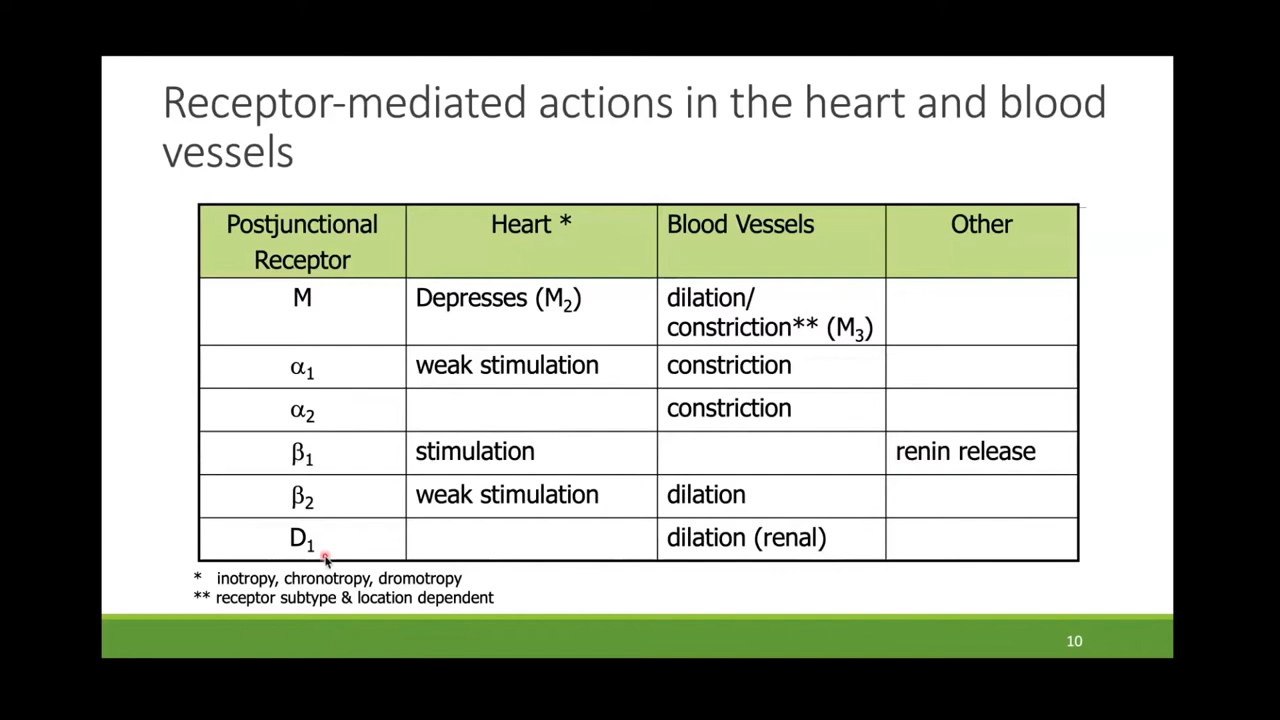 Receptor-mediated actions in the heart and blood
vessels
Postjunctional
Receptor
Heart *
Blood Vessels
Other
M
Depresses (M₂)
dilation/
constriction** (M₃)
α₁
weak stimulation
constriction
α₂
constriction
β₁
stimulation
renin release
β₂
weak stimulation
dilation
D₁
dilation (renal)
* inotropy, chronotropy, dromotropy
** receptor subtype & location dependent
10